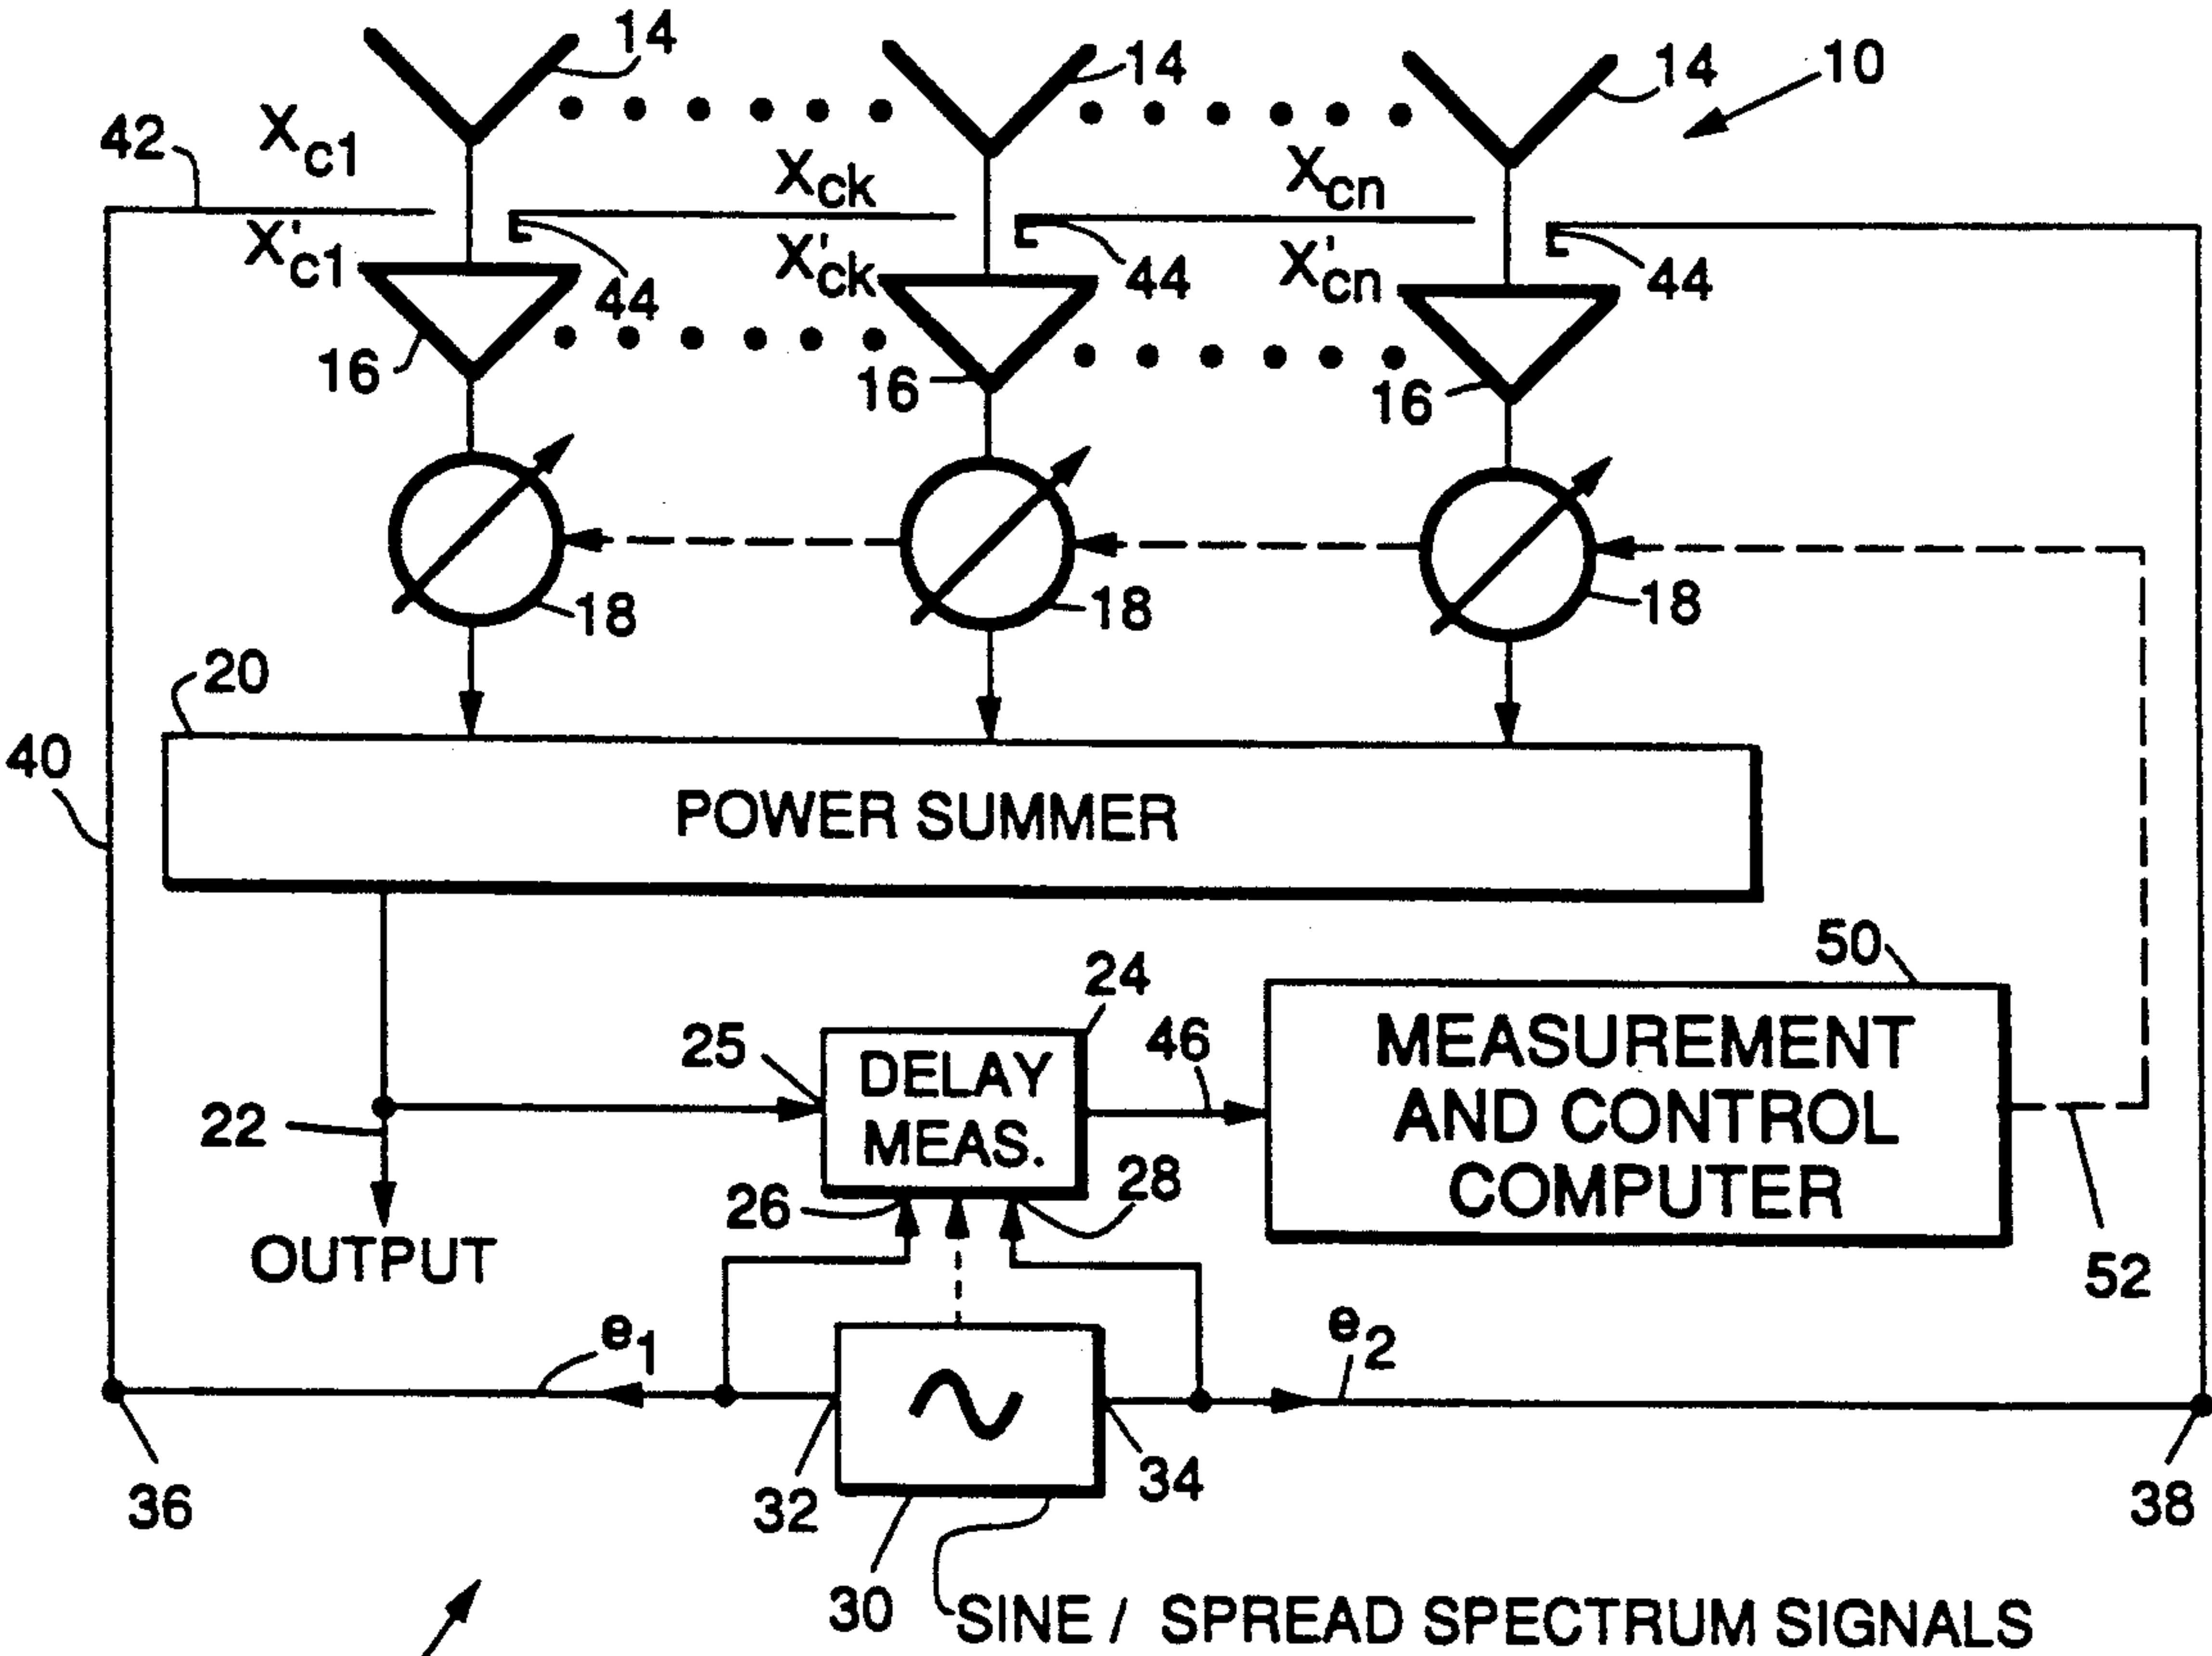 14
14
14
10
42
Xc1
Xck
Xcn
X'c1
X'ck
X'cn
44
44
44
16
16
16
18
18
18
20
40
POWER SUMMER
50
24
25
DELAY
MEAS.
46
MEASUREMENT
AND CONTROL
COMPUTER
22
26
28
OUTPUT
52
e1
e2
36
32
34
38
30
SINE / SPREAD SPECTRUM SIGNALS